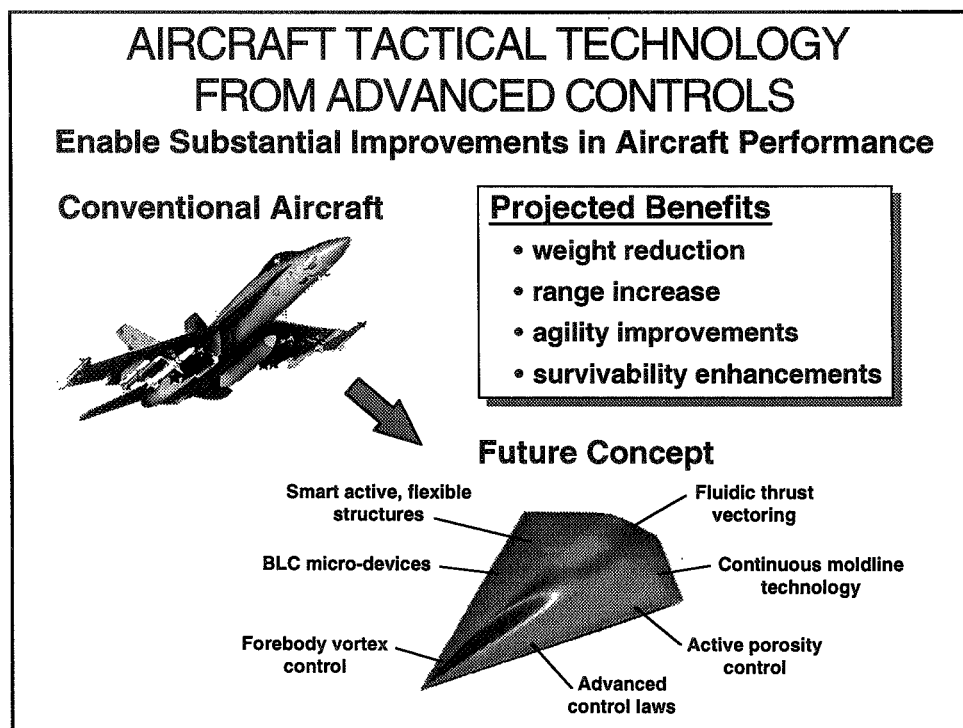 AIRCRAFT TACTICAL TECHNOLOGY
FROM ADVANCED CONTROLS
Enable Substantial Improvements in Aircraft Performance
Conventional Aircraft
Projected Benefits
• weight reduction
• range increase
• agility improvements
• survivability enhancements
Future Concept
Smart active, flexible
structures
Fluidic thrust
vectoring
BLC micro-devices
Continuous moldline
technology
Forebody vortex
control
Active porosity
control
Advanced
control laws